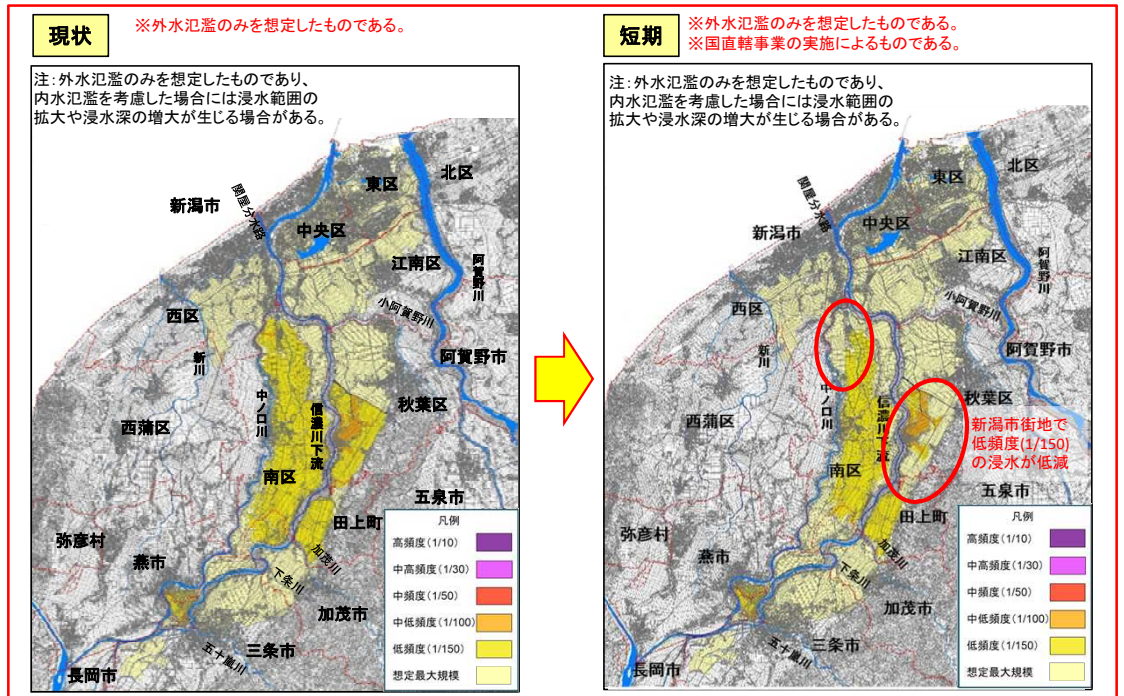 現状
※外水氾濫のみを想定したものである。
注：外水氾濫のみを想定したものであり、
内水氾濫を考慮した場合には浸水範囲の
拡大や浸水深の増大が生じる場合がある。
北区
東区
新潟市
関屋分水路
中央区
江南区
阿賀野川
小阿賀野川
西区
新川
阿賀野市
中ノ口川
信濃川下流
秋葉区
西蒲区
南区
五泉市
田上町
弥彦村
燕市
加茂川
下条川
加茂市
五十嵐川
三条市
長岡市
凡例
高頻度（1/10）
中高頻度（1/30）
中頻度（1/50）
中低頻度（1/100）
低頻度（1/150）
想定最大規模
短期
※外水氾濫のみを想定したものである。
※国直轄事業の実施によるものである。
注：外水氾濫のみを想定したものであり、
内水氾濫を考慮した場合には浸水範囲の
拡大や浸水深の増大が生じる場合がある。
北区
東区
関屋分水路
新潟市
中央区
江南区
阿賀野川
小阿賀野川
西区
新川
阿賀野市
中ノ口川
信濃川下流
秋葉区
西蒲区
新潟市街地で
低頻度(1/150)
の浸水が低減
南区
五泉市
田上町
弥彦村
燕市
加茂川
下条川
加茂市
五十嵐川
三条市
長岡市
凡例
高頻度（1/10）
中高頻度（1/30）
中頻度（1/50）
中低頻度（1/100）
低頻度（1/150）
想定最大規模